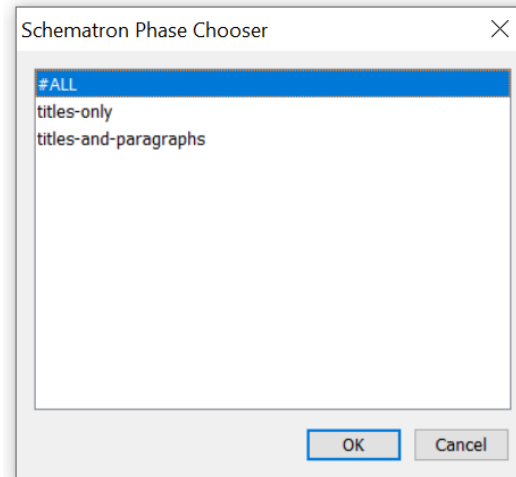 Schematron Phase Chooser
#ALL
titles-only
titles-and-paragraphs
OK Cancel